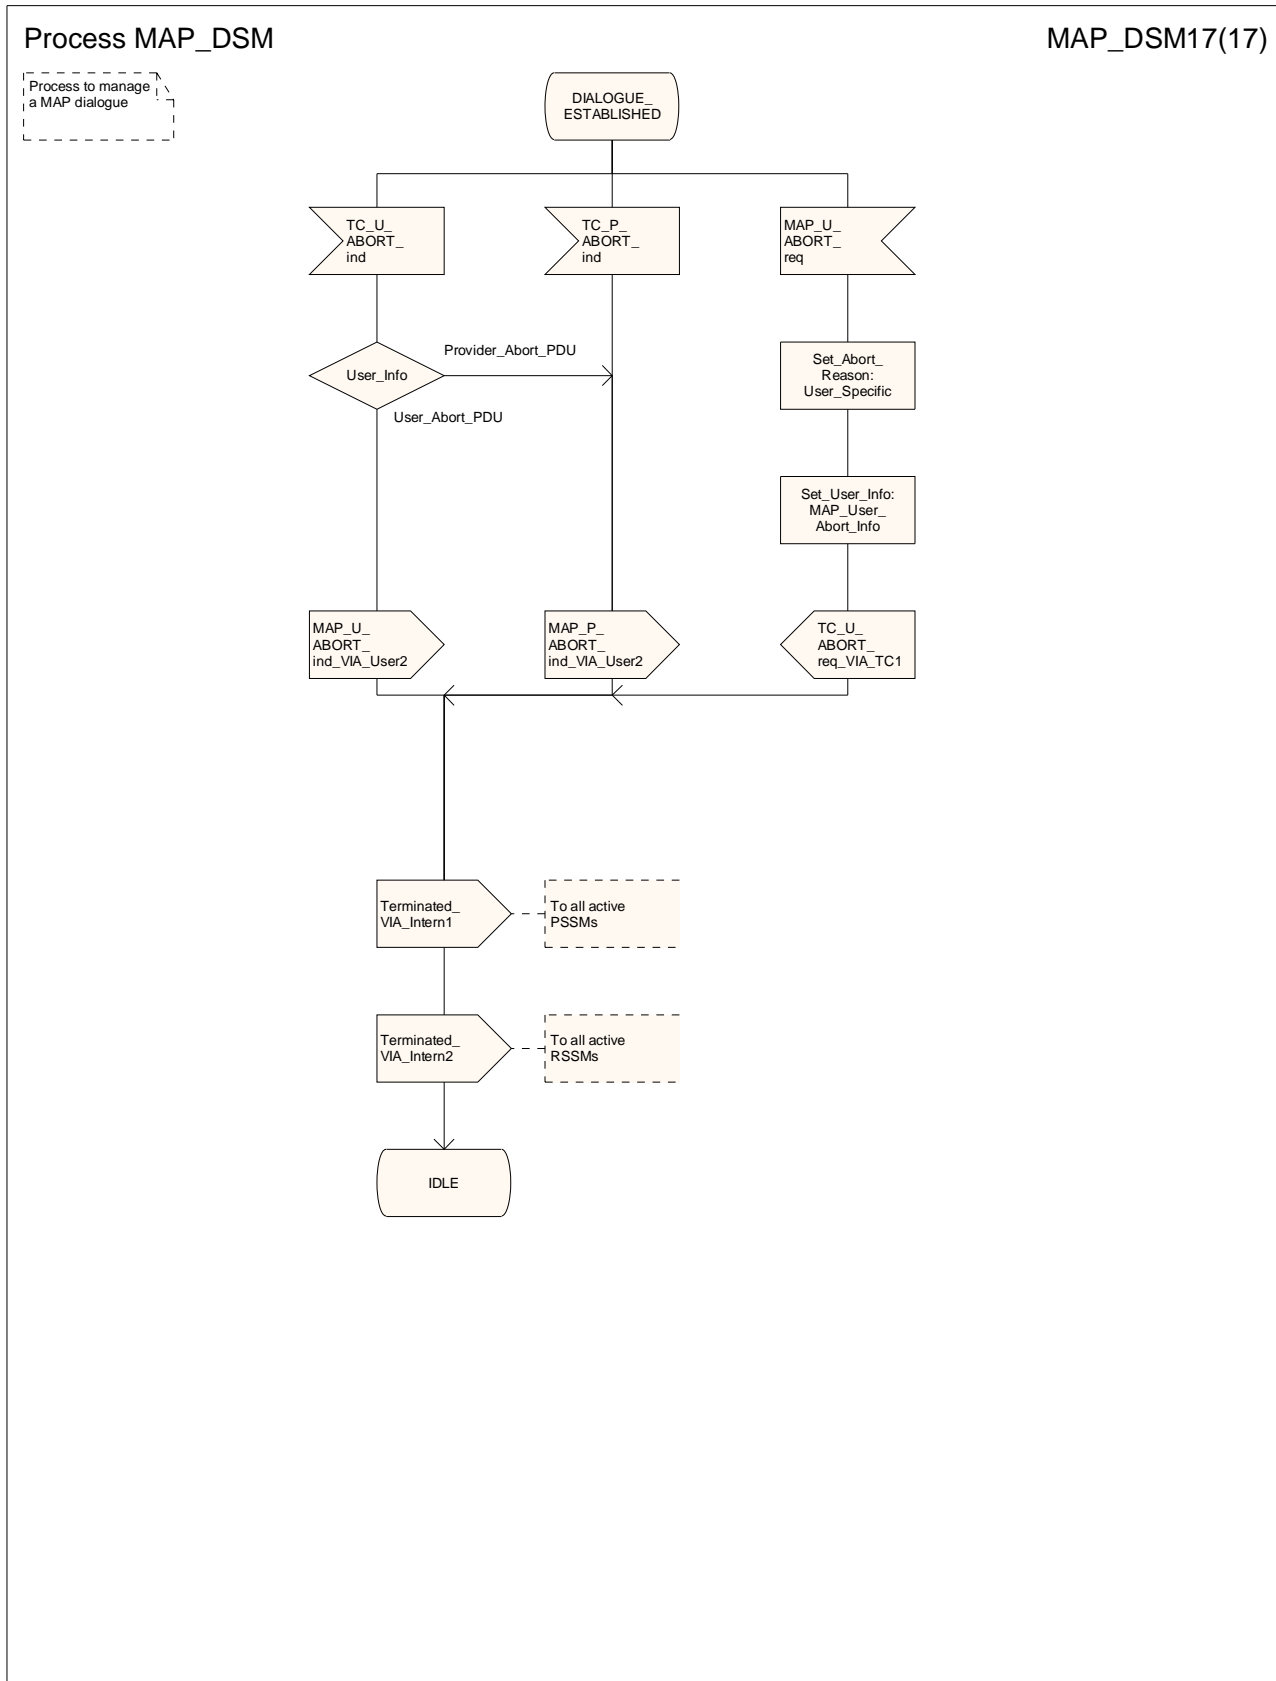 Process MAP_DSM
MAP_DSM17(17)
Process to manage
a MAP dialogue
DIALOGUE_
ESTABLISHED
TC_U_
ABORT_
ind
TC_P_
ABORT_
ind
MAP_U_
ABORT_
req
Provider_Abort_PDU
User_Info
User_Abort_PDU
Set_Abort_
Reason:
User_Specific
Set_User_Info:
MAP_User_
Abort_Info
MAP_U_
ABORT_
ind_VIA_User2
MAP_P_
ABORT_
ind_VIA_User2
TC_U_
ABORT_
req_VIA_TC1
Terminated_
VIA_Intern1
To all active
PSSMs
Terminated_
VIA_Intern2
To all active
RSSMs
IDLE